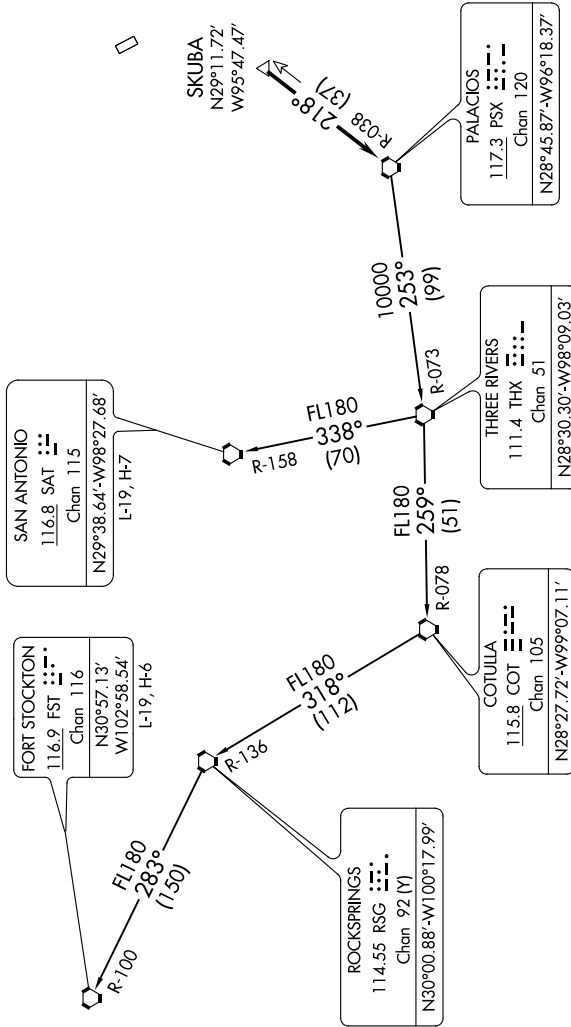 FORT STOCKTON
116.9 FST
Chan 116
N30°57.13'
W102°58.54'
L-19, H-6
SAN ANTONIO
116.8 SAT
Chan 115
N29°38.64'-W98°27.68'
L-19, H-7
SKUBA
N29°11.72'
W95°47.47'
218°
(37)
R-038
10000
253°
(99)
R-073
FL180
338°
(70)
R-158
FL180
259°
(51)
R-078
FL180
318°
(112)
R-136
FL180
283°
(150)
R-100
ROCKSPRINGS
114.55 RSG
Chan 92 (Y)
N30°00.88'-W100°17.99'
COTULLA
115.8 COT
Chan 105
N28°27.72'-W99°07.11'
THREE RIVERS
111.4 THX
Chan 51
N28°30.30'-W98°09.03'
PALACIOS
117.3 PSX
Chan 120
N28°45.87'-W96°18.37'